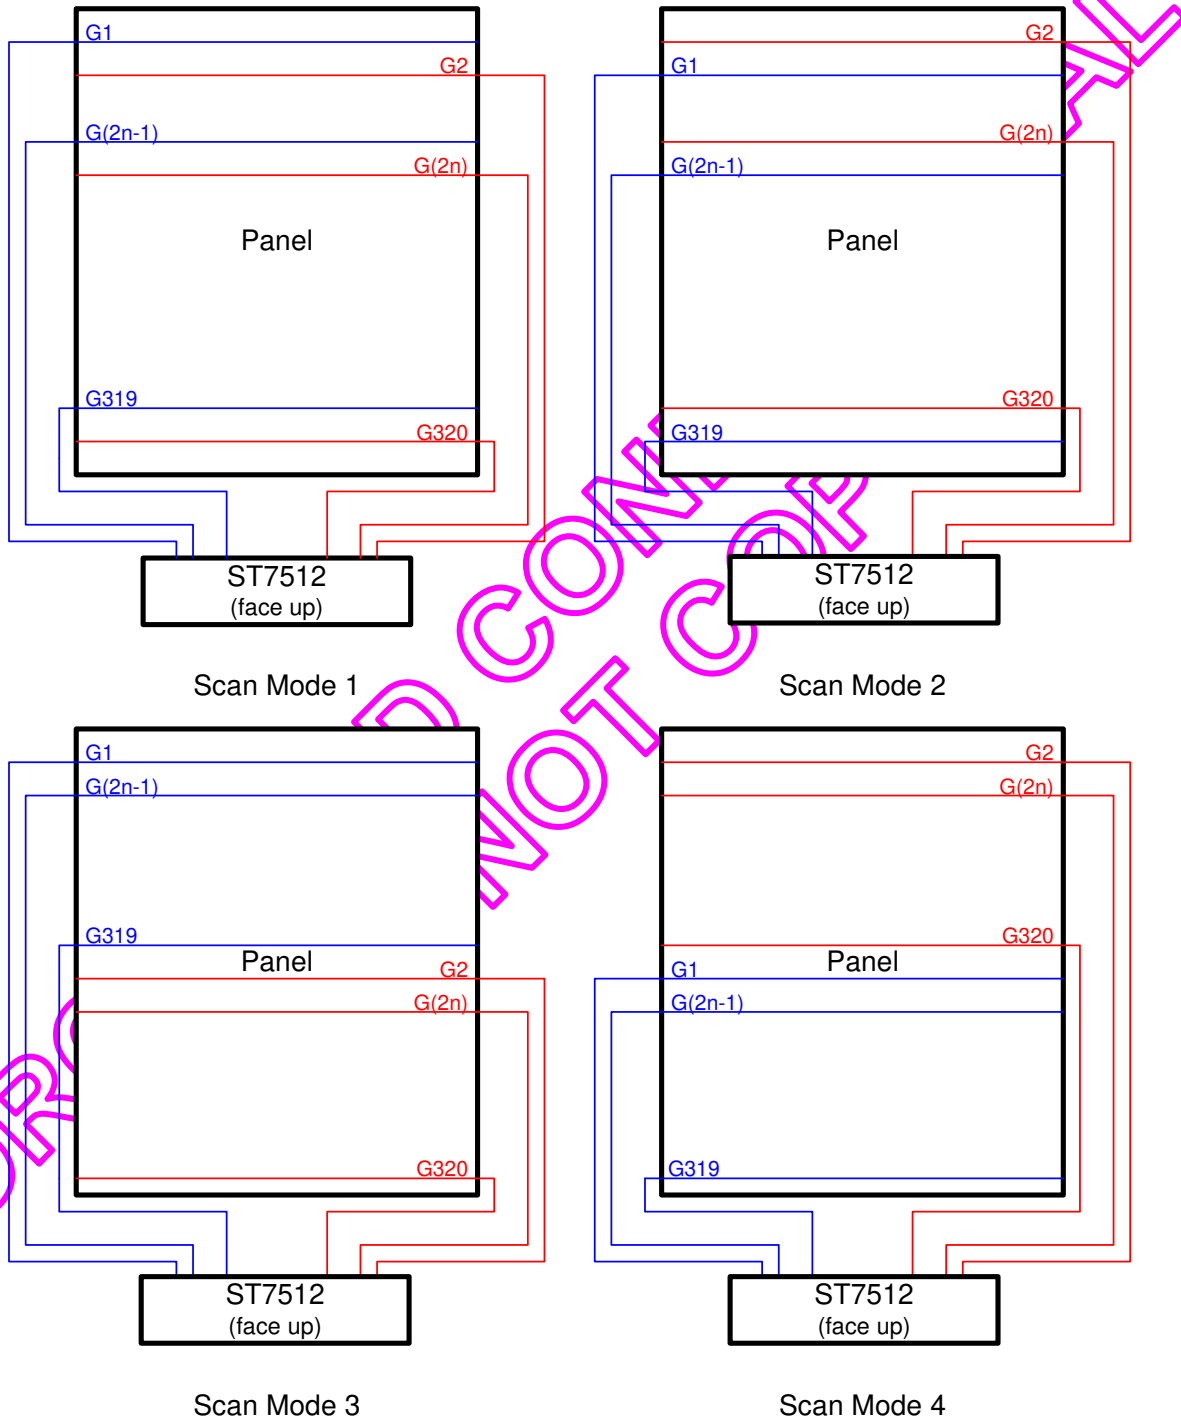 G1
G2
G(2n-1)
G(2n)
Panel
G319
G320
ST7512
(face up)
Scan Mode 1
G2
G1
G(2n)
G(2n-1)
Panel
G320
G319
ST7512
(face up)
Scan Mode 2
G1
G(2n-1)
G319
Panel
G2
G(2n)
G320
ST7512
(face up)
Scan Mode 3
G2
G(2n)
G320
Panel
G1
G(2n-1)
G319
ST7512
(face up)
Scan Mode 4
NOT